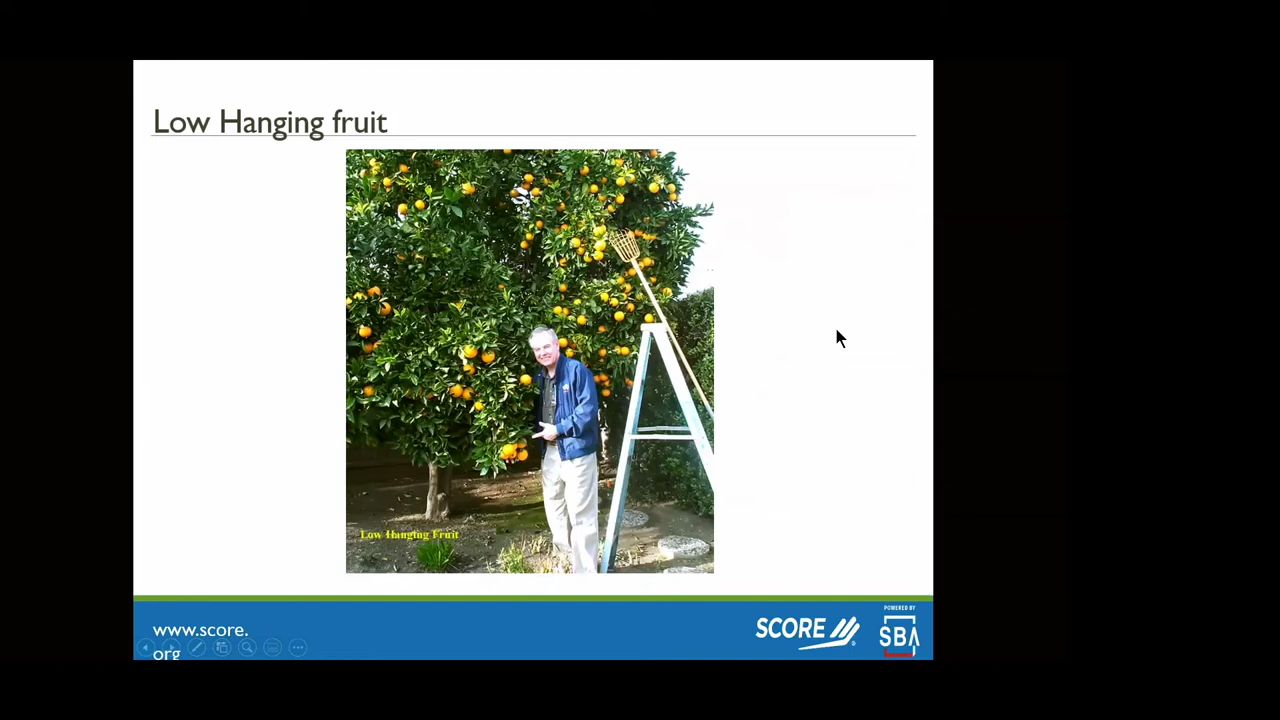 Low Hanging fruit
Low Hanging Fruit
www.score.
org
SCORE
®
POWERED BY
SBA